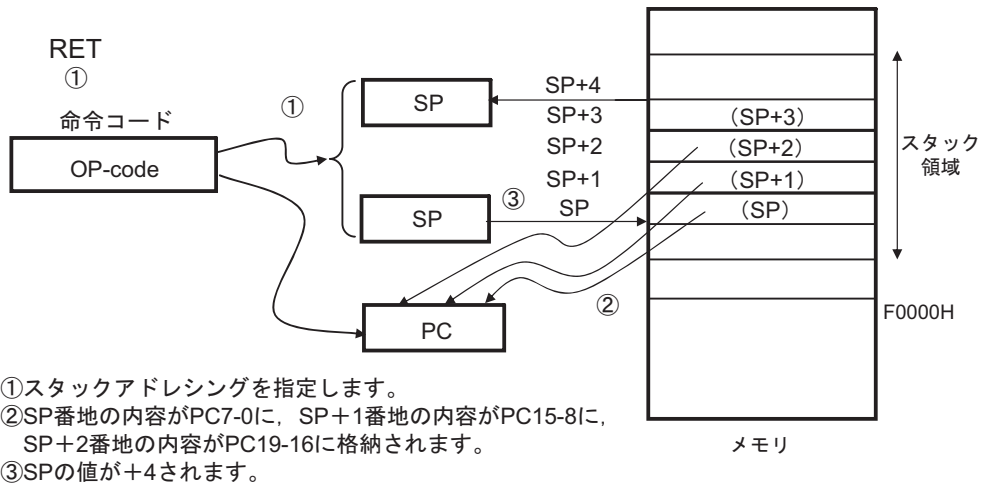 RET
①
命令コード
OP-code
①
SP
SP
③
SP+4
SP+3
SP+2
SP+1
SP
(SP+3)
(SP+2)
(SP+1)
(SP)
スタック
領域
②
PC
F0000H
メモリ
①スタックアドレシングを指定します。
②SP番地の内容がPC7-0に，SP＋1番地の内容がPC15-8に，
SP＋2番地の内容がPC19-16に格納されます。
③SPの値が＋4されます。